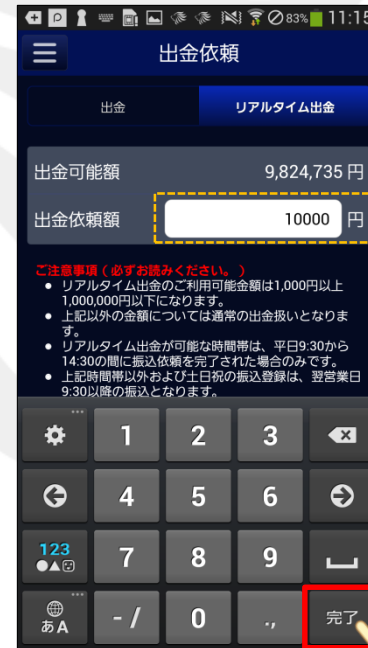 83% 11:15
出金依頼
出金 リアルタイム出金
出金可能額 9,824,735 円
出金依頼額 10000 円
ご注意事項(必ずお読みください。)
● リアルタイム出金のご利用可能金額は1,000円以上
1,000,000円以下になります。
● 上記以外の金額については通常の出金扱いとなりま
す。
● リアルタイム出金が可能な時間帯は、平日9:30から
14:30の間に振込依頼を完了された場合のみです。
● 上記時間帯以外および土日祝の振込登録は、翌営業日
9:30以降の振込となります。
1 2 3
4 5 6
123 7 8 9
●▲
あA - / 0 ., 完了